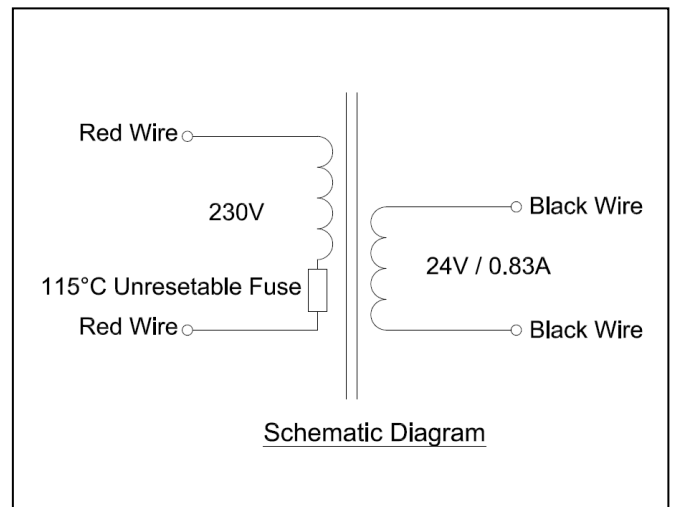 Red Wire
230V
115°C Unresetable Fuse
Red Wire
Black Wire
24V / 0.83A
Black Wire
Schematic Diagram